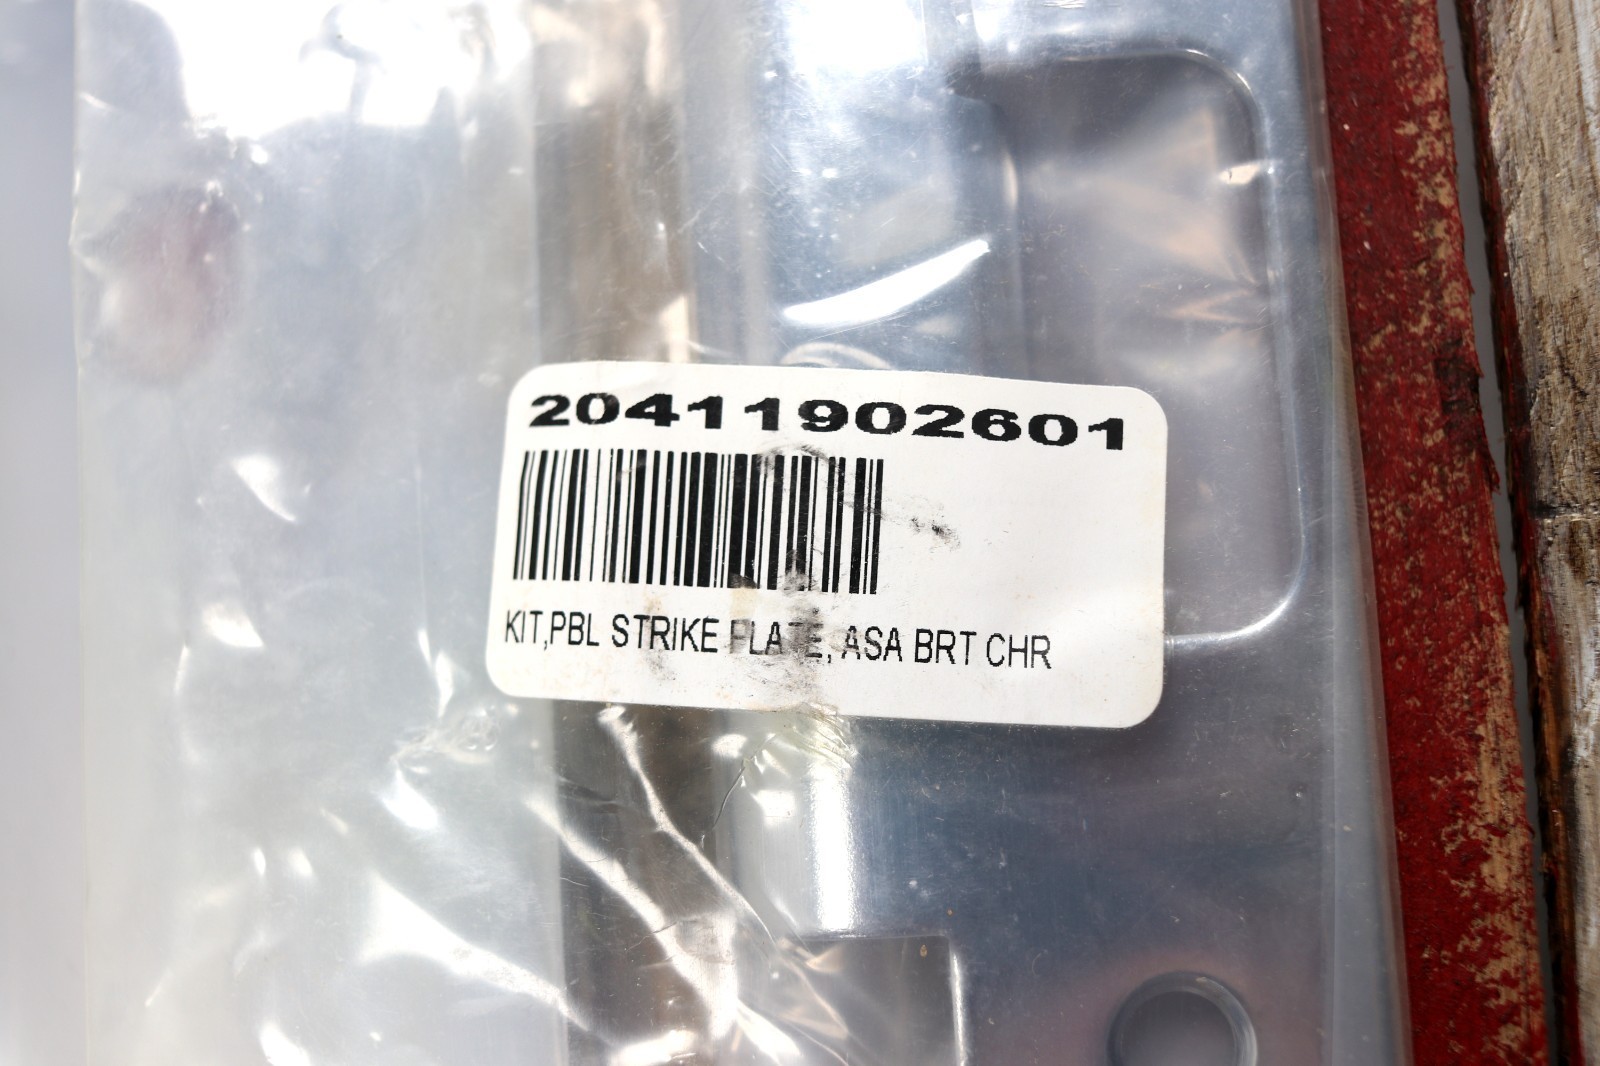 20411902601
KIT,PBL STRIKE PLATE, ASA BRT CHR